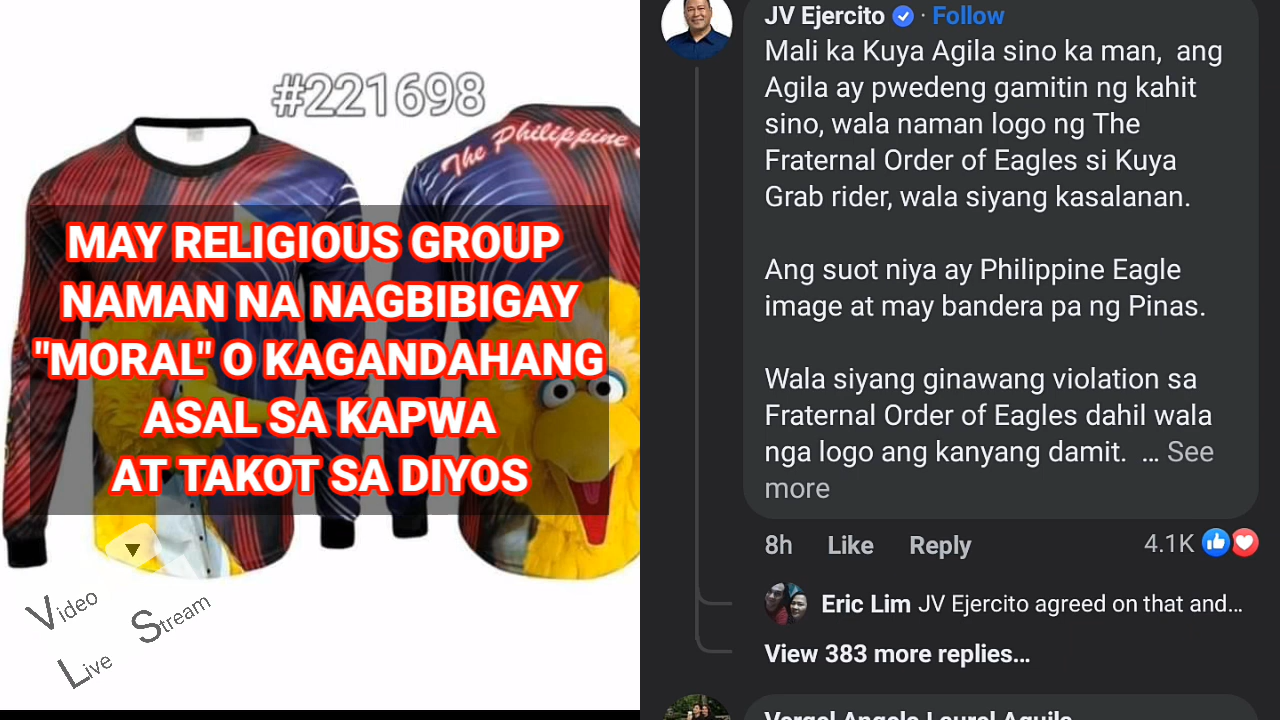 #221698
The Philippine
MAY RELIGIOUS GROUP
NAMAN NA NAGBIBIGAY
"MORAL" O KAGANDAHANG
ASAL SA KAPWA
AT TAKOT SA DIYOS
Video
Live Stream
JV Ejercito · Follow
Mali ka Kuya Agila sino ka man, ang
Agila ay pwedeng gamitin ng kahit
sino, wala naman logo ng The
Fraternal Order of Eagles si Kuya
Grab rider, wala siyang kasalanan.
Ang suot niya ay Philippine Eagle
image at may bandera pa ng Pinas.
Wala siyang ginawang violation sa
Fraternal Order of Eagles dahil wala
nga logo ang kanyang damit. ... See
more
8h Like Reply 4.1K
Eric Lim JV Ejercito agreed on that and...
View 383 more replies...